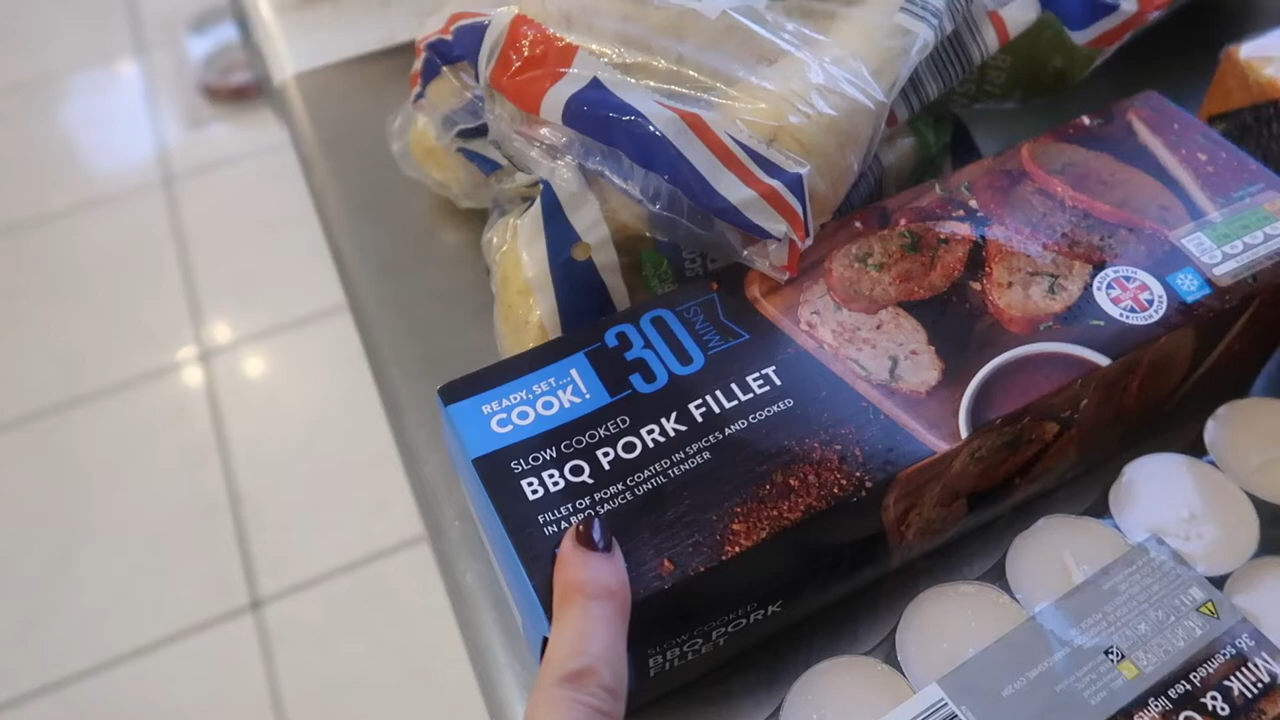 READY, SET...
COOK!
30
MINS
SLOW COOKED
BBQ PORK FILLET
FILLET OF PORK COATED IN SPICES AND COOKED
IN A BBQ SAUCE UNTIL TENDER
MADE WITH
100%
BRITISH PORK
SLOW COOKED
BBQ PORK
FILLET
Milk &
36 scented tea lights